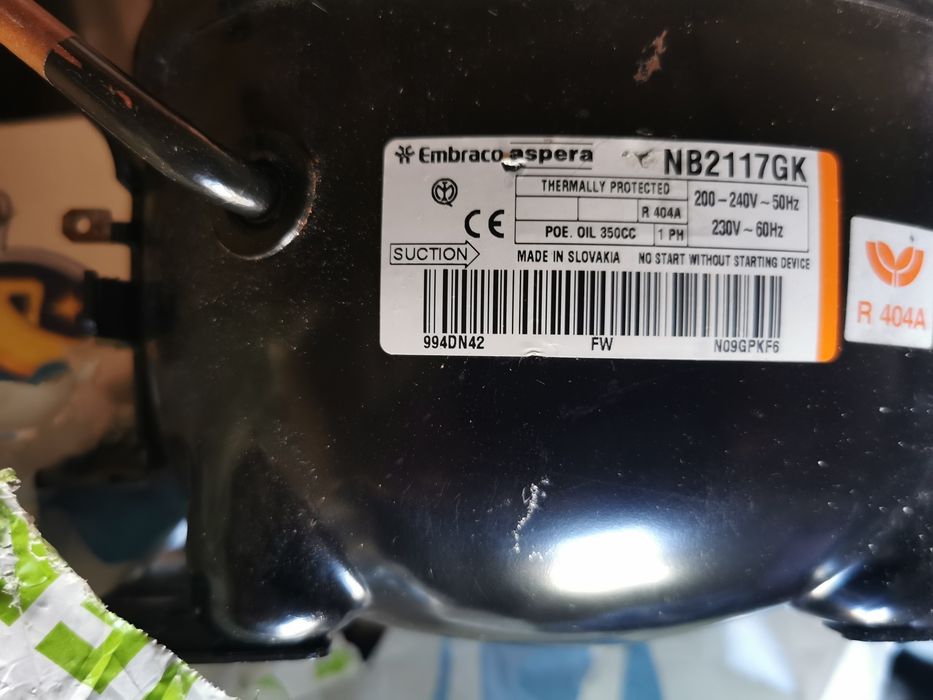 Embraco aspera
NB2117GK
THERMALLY PROTECTED
200-240V~50Hz
R 404A
230V~60Hz
CE
POE. OIL 350CC
1 PH
SUCTION
MADE IN SLOVAKIA
NO START WITHOUT STARTING DEVICE
994DN42
FW
N09GPKF6
R 404A